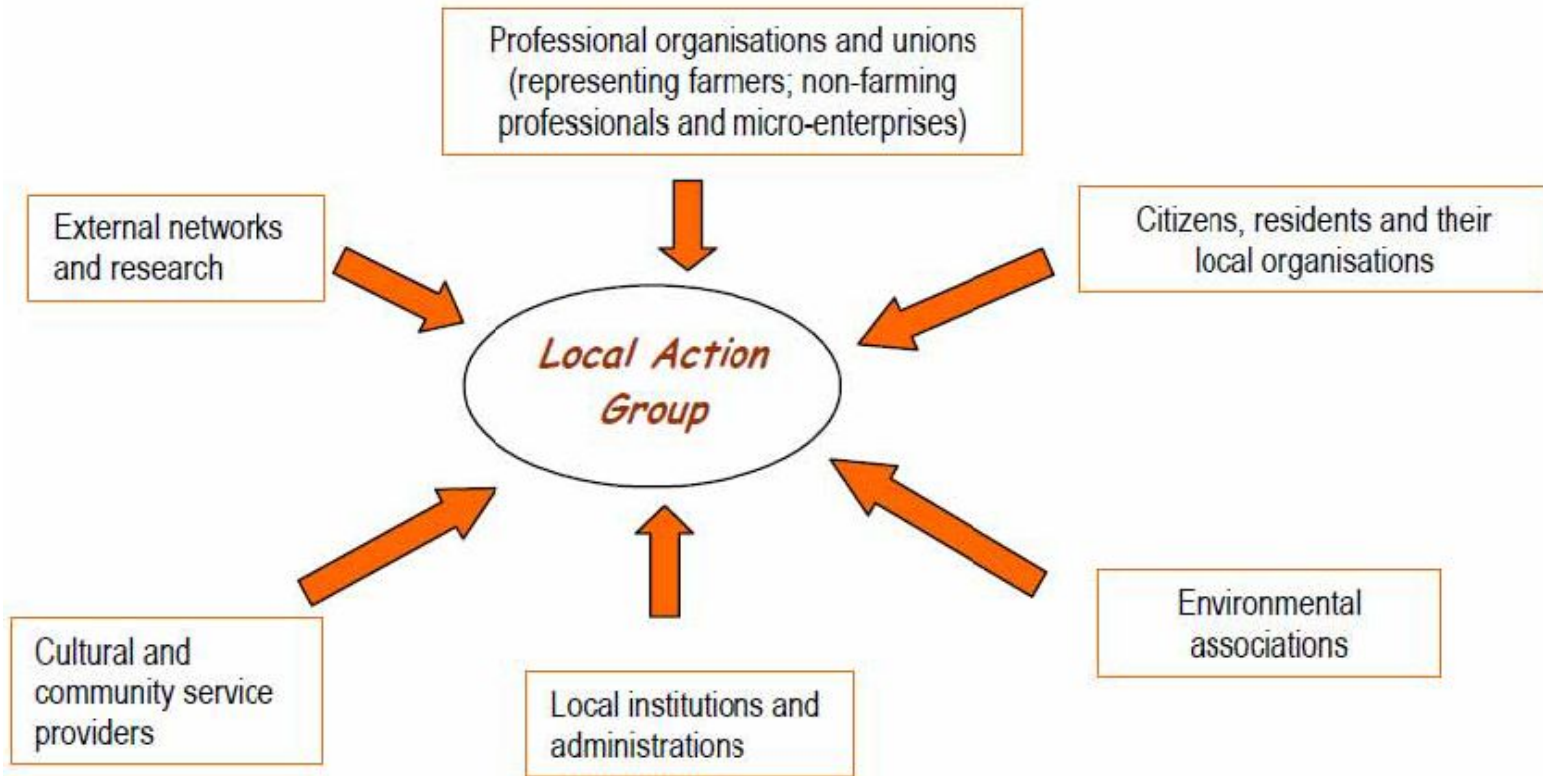 Professional organisations and unions
(representing farmers; non-farming
professionals and micro-enterprises)
External networks
and research
Citizens, residents and their
local organisations
Local Action
Group
Environmental
associations
Cultural and
community service
providers
Local institutions and
administrations